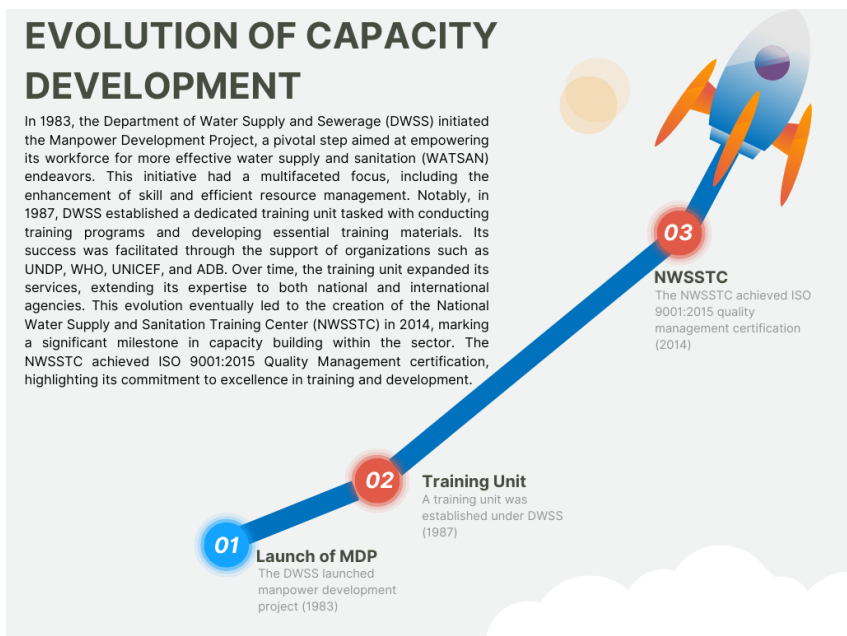 EVOLUTION OF CAPACITY
DEVELOPMENT
In 1983, the Department of Water Supply and Sewerage (DWSS) initiated
the Manpower Development Project, a pivotal step aimed at empowering
its workforce for more effective water supply and sanitation (WATSAN)
endeavors. This initiative had a multifaceted focus, including the
enhancement of skill and efficient resource management. Notably, in
1987, DWSS established a dedicated training unit tasked with conducting
training programs and developing essential training materials. Its
success was facilitated through the support of organizations such as
UNDP, WHO, UNICEF, and ADB. Over time, the training unit expanded its
services, extending its expertise to both national and international
agencies. This evolution eventually led to the creation of the National
Water Supply and Sanitation Training Center (NWSSTC) in 2014, marking
a significant milestone in capacity building within the sector. The
NWSSTC achieved ISO 9001:2015 Quality Management certification,
highlighting its commitment to excellence in training and development.
03
NWSSTC
The NWSSTC achieved ISO
9001:2015 quality
management certification
(2014)
02
Training Unit
A training unit was
established under DWSS
(1987)
01
Launch of MDP
The DWSS launched
manpower development
project (1983)